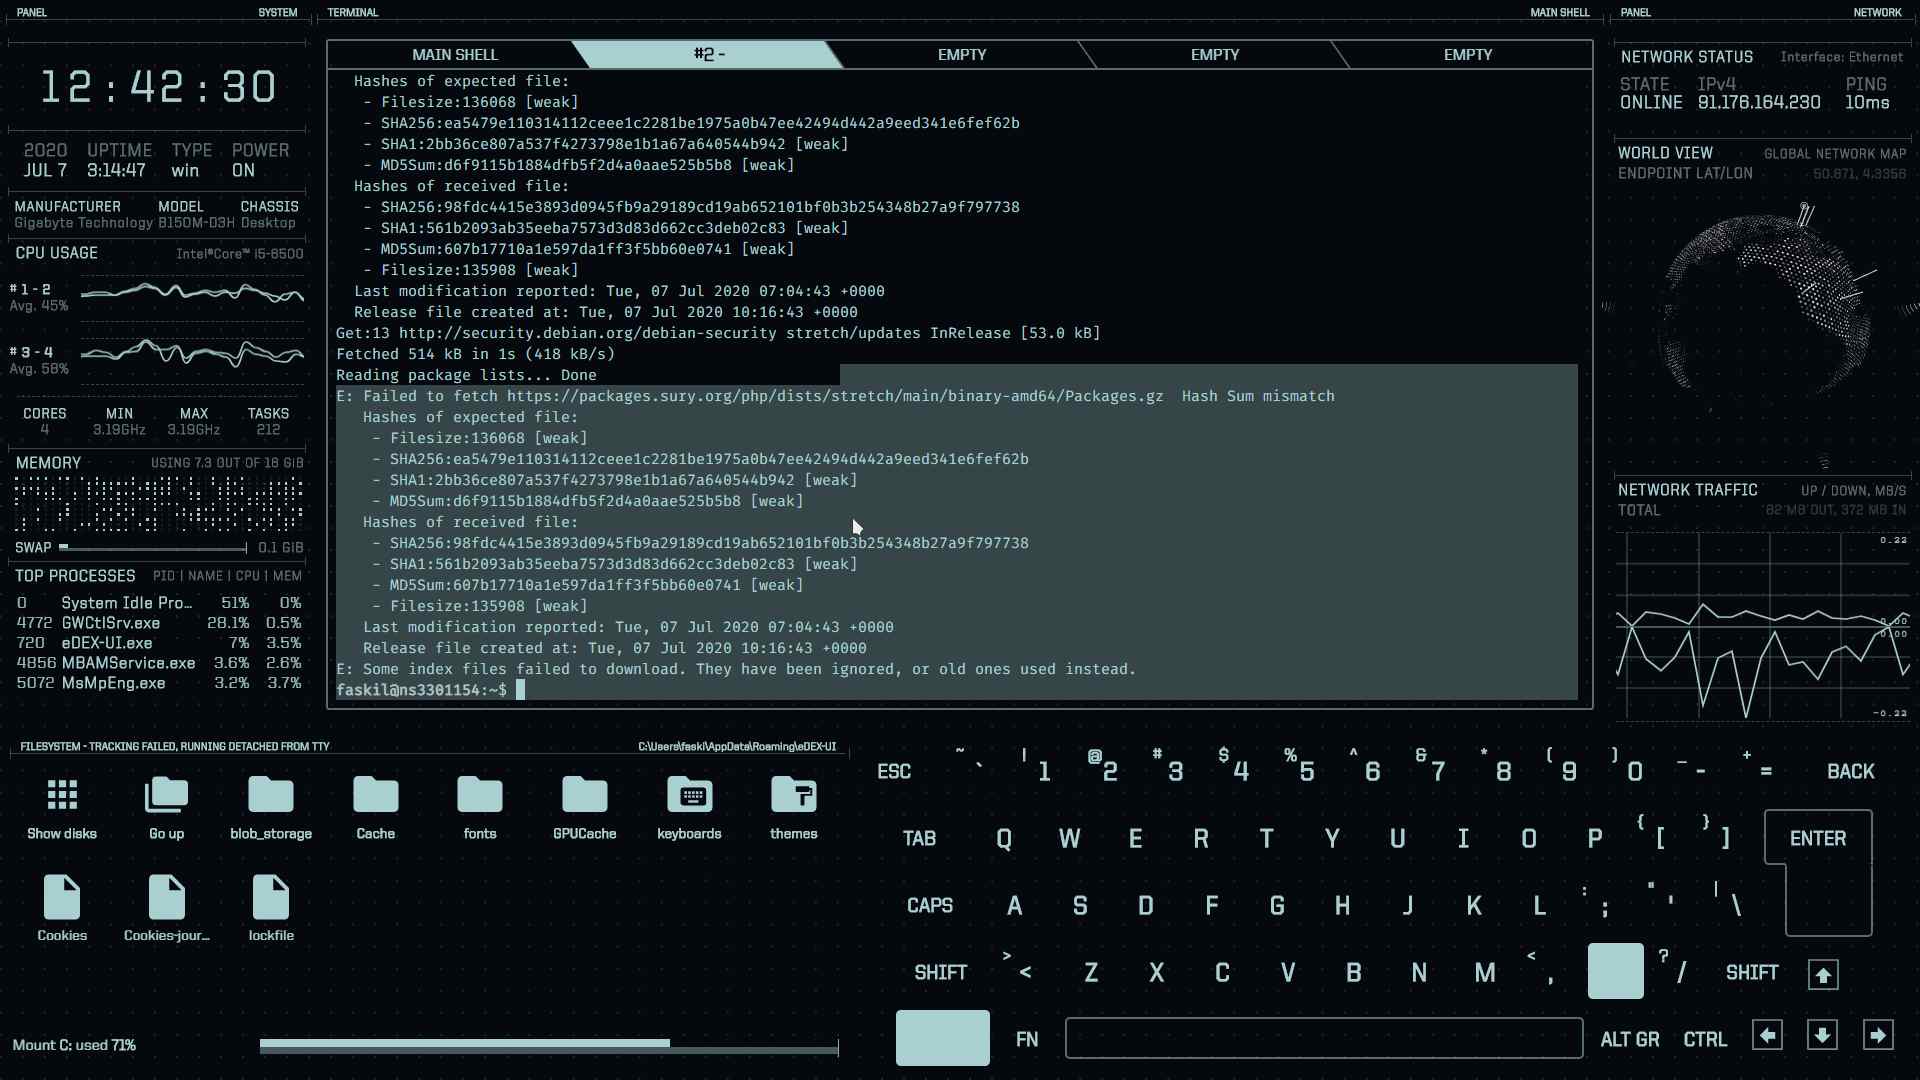 PANEL SYSTEM
TERMINAL MAIN SHELL
PANEL NETWORK
12:42:30
2020 UPTIME TYPE POWER
JUL 7 3:14:47 win ON
MANUFACTURER MODEL CHASSIS
Gigabyte Technology B150M-D3H Desktop
CPU USAGE Intel®Core™ i5-6500
# 1 - 2
Avg. 45%
# 3 - 4
Avg. 58%
CORES MIN MAX TASKS
4 3.19GHz 3.19GHz 212
MEMORY USING 7.3 OUT OF 16 GIB
SWAP 0.1 GIB
TOP PROCESSES PID | NAME | CPU | MEM
0 System Idle Pro... 51% 0%
4772 GWCtlSrv.exe 28.1% 0.5%
720 eDEX-UI.exe 7% 3.5%
4856 MBAMService.exe 3.6% 2.6%
5072 MsMpEng.exe 3.2% 3.7%
MAIN SHELL #2 - EMPTY EMPTY EMPTY
Hashes of expected file:
- Filesize:136068 [weak]
- SHA256:ea5479e110314112ceee1c2281be1975a0b47ee42494d442a9eed341e6fef62b
- SHA1:2bb36ce807a537f4273798e1b1a67a640544b942 [weak]
- MD5Sum:d6f9115b1884dfb5f2d4a0aae525b5b8 [weak]
Hashes of received file:
- SHA256:98fdc4415e3893d0945fb9a29189cd19ab652101bf0b3b254348b27a9f797738
- SHA1:561b2093ab35eeba7573d3d83d662cc3deb02c83 [weak]
- MD5Sum:607b17710a1e597da1ff3f5bb60e0741 [weak]
- Filesize:135908 [weak]
Last modification reported: Tue, 07 Jul 2020 07:04:43 +0000
Release file created at: Tue, 07 Jul 2020 10:16:43 +0000
Get:13 http://security.debian.org/debian-security stretch/updates InRelease [53.0 kB]
Fetched 514 kB in 1s (418 kB/s)
Reading package lists... Done
E: Failed to fetch https://packages.sury.org/php/dists/stretch/main/binary-amd64/Packages.gz  Hash Sum mismatch
Hashes of expected file:
- Filesize:136068 [weak]
- SHA256:ea5479e110314112ceee1c2281be1975a0b47ee42494d442a9eed341e6fef62b
- SHA1:2bb36ce807a537f4273798e1b1a67a640544b942 [weak]
- MD5Sum:d6f9115b1884dfb5f2d4a0aae525b5b8 [weak]
Hashes of received file:
- SHA256:98fdc4415e3893d0945fb9a29189cd19ab652101bf0b3b254348b27a9f797738
- SHA1:561b2093ab35eeba7573d3d83d662cc3deb02c83 [weak]
- MD5Sum:607b17710a1e597da1ff3f5bb60e0741 [weak]
- Filesize:135908 [weak]
Last modification reported: Tue, 07 Jul 2020 07:04:43 +0000
Release file created at: Tue, 07 Jul 2020 10:16:43 +0000
E: Some index files failed to download. They have been ignored, or old ones used instead.
faskil@ns3301154:~$
NETWORK STATUS Interface: Ethernet
STATE IPv4 PING
ONLINE 91.176.164.230 10ms
WORLD VIEW GLOBAL NETWORK MAP
ENDPOINT LAT/LON 50.871, 4.3356
NETWORK TRAFFIC UP / DOWN, MB/S
TOTAL 82 MB OUT, 372 MB IN
0.22
0.00
0.00
-0.22
FILESYSTEM - TRACKING FAILED, RUNNING DETACHED FROM TTY C:\Users\faski\AppData\Roaming\eDEX-UI
Show disks Go up blob_storage Cache fonts GPUCache keyboards themes
Cookies Cookies-jour... lockfile
Mount C: used 71%
ESC ~ ` | 1 @ 2 # 3 $ 4 % 5 ^ 6 & 7 * 8 ( 9 ) 0 _ - + = BACK
TAB Q W E R T Y U I O P { [ } ] ENTER
CAPS A S D F G H J K L : ; " ' | \
SHIFT > < Z X C V B N M < , ? / SHIFT
FN ALT GR CTRL